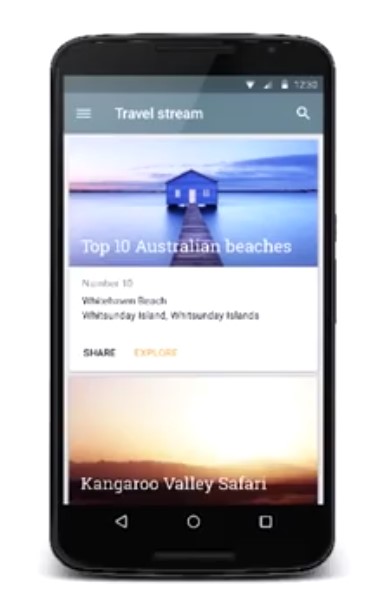 12:30
Travel stream
Top 10 Australian beaches
Number 10
Whitehaven Beach
Whitsunday Island, Whitsunday Islands
SHARE EXPLORE
Kangaroo Valley Safari